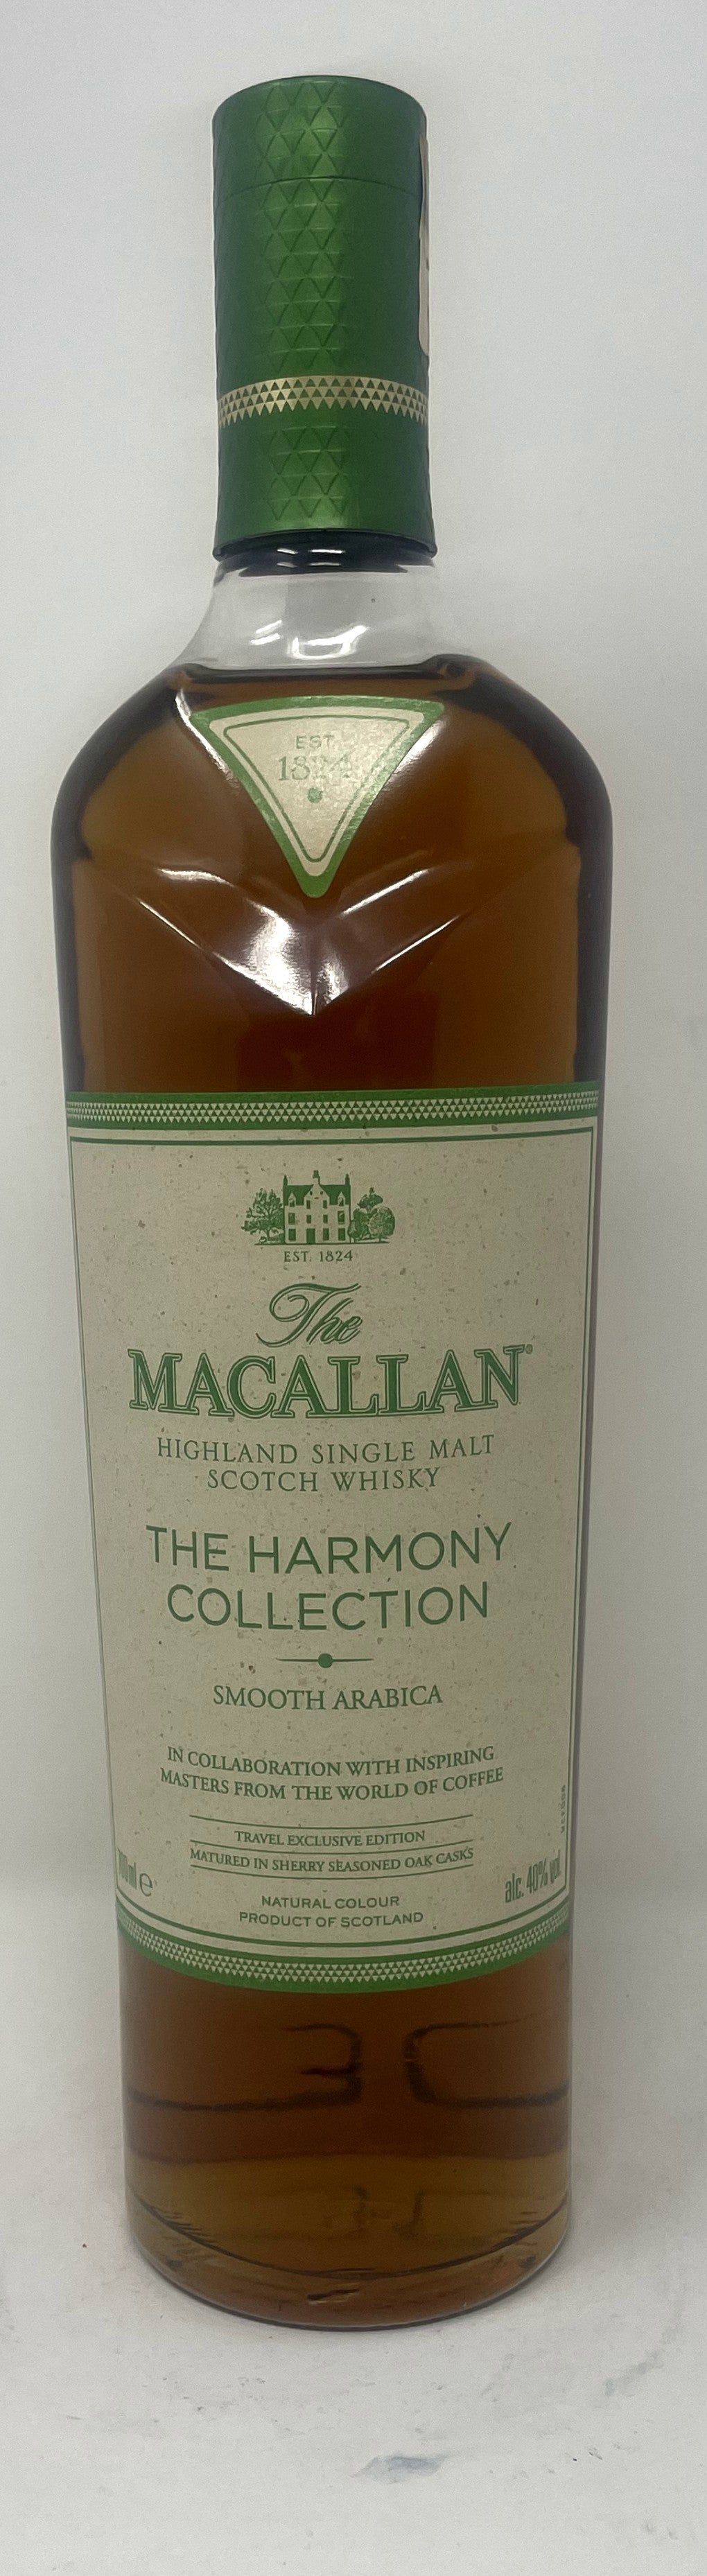 EST.
1824
EST. 1824
The
MACALLAN®
HIGHLAND SINGLE MALT
SCOTCH WHISKY
THE HARMONY
COLLECTION
SMOOTH ARABICA
IN COLLABORATION WITH INSPIRING
MASTERS FROM THE WORLD OF COFFEE
TRAVEL EXCLUSIVE EDITION
MATURED IN SHERRY SEASONED OAK CASKS
700ml e
alc. 40% vol.
NATURAL COLOUR
PRODUCT OF SCOTLAND